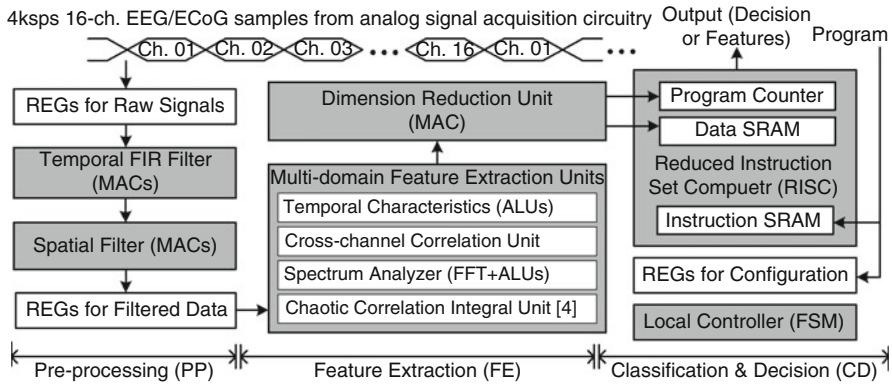 4ksps 16-ch. EEG/ECoG samples from analog signal acquisition circuitry
Ch. 01 Ch. 02 Ch. 03 ••• Ch. 16 Ch. 01 •••
REGs for Raw Signals
Temporal FIR Filter
(MACs)
Spatial Filter (MACs)
REGs for Filtered Data
Pre-processing (PP)
Dimension Reduction Unit
(MAC)
Multi-domain Feature Extraction Units
Temporal Characteristics (ALUs)
Cross-channel Correlation Unit
Spectrum Analyzer (FFT+ALUs)
Chaotic Correlation Integral Unit [4]
Feature Extraction (FE)
Output (Decision
or Features)
Program
Program Counter
Data SRAM
Reduced Instruction
Set Compuetr (RISC)
Instruction SRAM
REGs for Configuration
Local Controller (FSM)
Classification & Decision (CD)